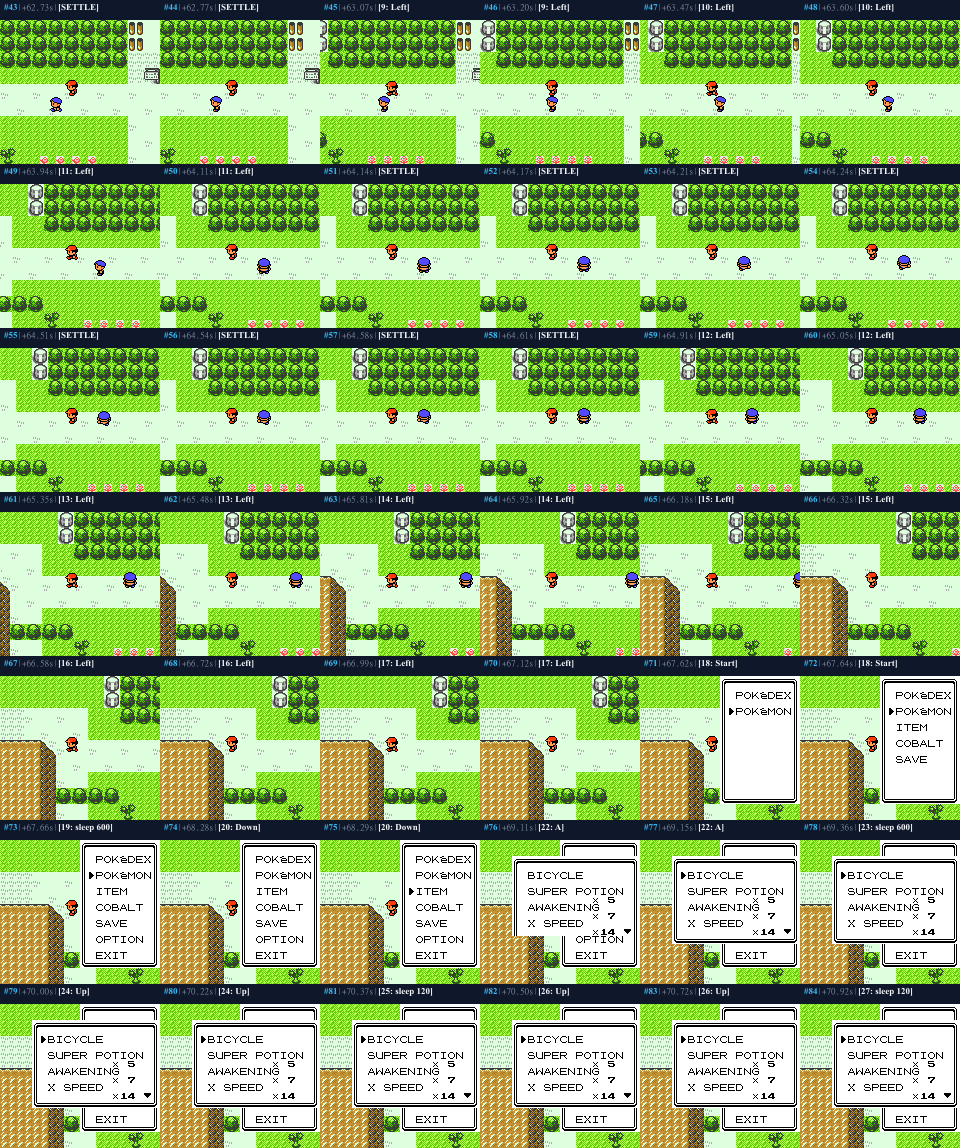 #43|+62.73s|[SETTLE] #44|+62.77s|[SETTLE] #45|+63.07s|[9: Left] #46|+63.20s|[9: Left] #47|+63.47s|[10: Left] #48|+63.60s|[10: Left]
#49|+63.94s|[11: Left] #50|+64.11s|[11: Left] #51|+64.14s|[SETTLE] #52|+64.17s|[SETTLE] #53|+64.21s|[SETTLE] #54|+64.24s|[SETTLE]
#55|+64.51s|[SETTLE] #56|+64.54s|[SETTLE] #57|+64.58s|[SETTLE] #58|+64.61s|[SETTLE] #59|+64.91s|[12: Left] #60|+65.05s|[12: Left]
#61|+65.35s|[13: Left] #62|+65.48s|[13: Left] #63|+65.81s|[14: Left] #64|+65.92s|[14: Left] #65|+66.18s|[15: Left] #66|+66.32s|[15: Left]
#67|+66.58s|[16: Left] #68|+66.72s|[16: Left] #69|+66.99s|[17: Left] #70|+67.12s|[17: Left] #71|+67.62s|[18: Start] #72|+67.64s|[18: Start]
POKéDEX
POKéMON
POKéDEX
POKéMON
ITEM
COBALT
SAVE
#73|+67.66s|[19: sleep 600] #74|+68.28s|[20: Down] #75|+68.29s|[20: Down] #76|+69.11s|[22: A] #77|+69.15s|[22: A] #78|+69.36s|[23: sleep 600]
POKéDEX
POKéMON
ITEM
COBALT
SAVE
OPTION
EXIT
POKéDEX
POKéMON
ITEM
COBALT
SAVE
OPTION
EXIT
POKéDEX
POKéMON
ITEM
COBALT
SAVE
OPTION
EXIT
BICYCLE
SUPER POTION
× 5
AWAKENING
× 7
X SPEED
×14
OPTION
EXIT
BICYCLE
SUPER POTION
× 5
AWAKENING
× 7
X SPEED
×14
EXIT
BICYCLE
SUPER POTION
× 5
AWAKENING
× 7
X SPEED
×14
EXIT
#79|+70.00s|[24: Up] #80|+70.22s|[24: Up] #81|+70.37s|[25: sleep 120] #82|+70.50s|[26: Up] #83|+70.72s|[26: Up] #84|+70.92s|[27: sleep 120]
BICYCLE
SUPER POTION
× 5
AWAKENING
× 7
X SPEED
×14
EXIT
BICYCLE
SUPER POTION
× 5
AWAKENING
× 7
X SPEED
×14
EXIT
BICYCLE
SUPER POTION
× 5
AWAKENING
× 7
X SPEED
×14
EXIT
BICYCLE
SUPER POTION
× 5
AWAKENING
× 7
X SPEED
×14
EXIT
BICYCLE
SUPER POTION
× 5
AWAKENING
× 7
X SPEED
×14
EXIT
BICYCLE
SUPER POTION
× 5
AWAKENING
× 7
X SPEED
×14
EXIT